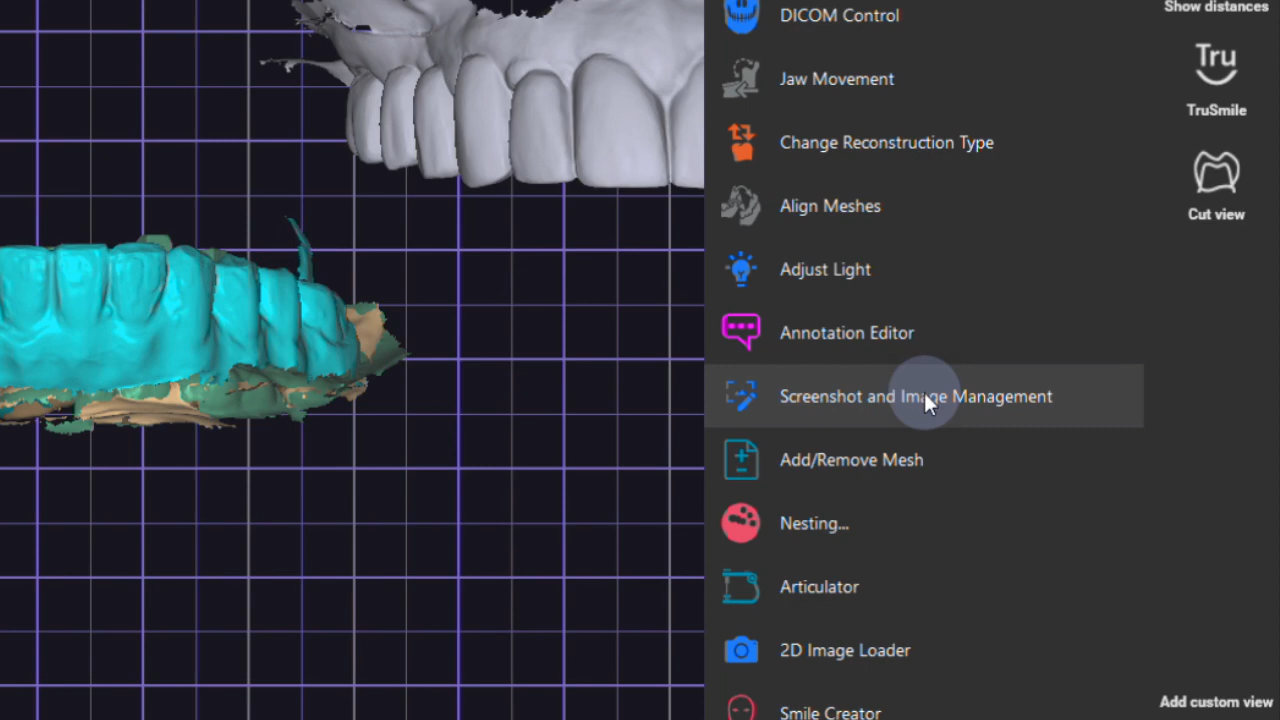 DICOM Control
Jaw Movement
Change Reconstruction Type
Align Meshes
Adjust Light
Annotation Editor
Screenshot and Image Management
Add/Remove Mesh
Nesting...
Articulator
2D Image Loader
Smile Creator
Show distances
Tru
TruSmile
Cut view
Add custom view